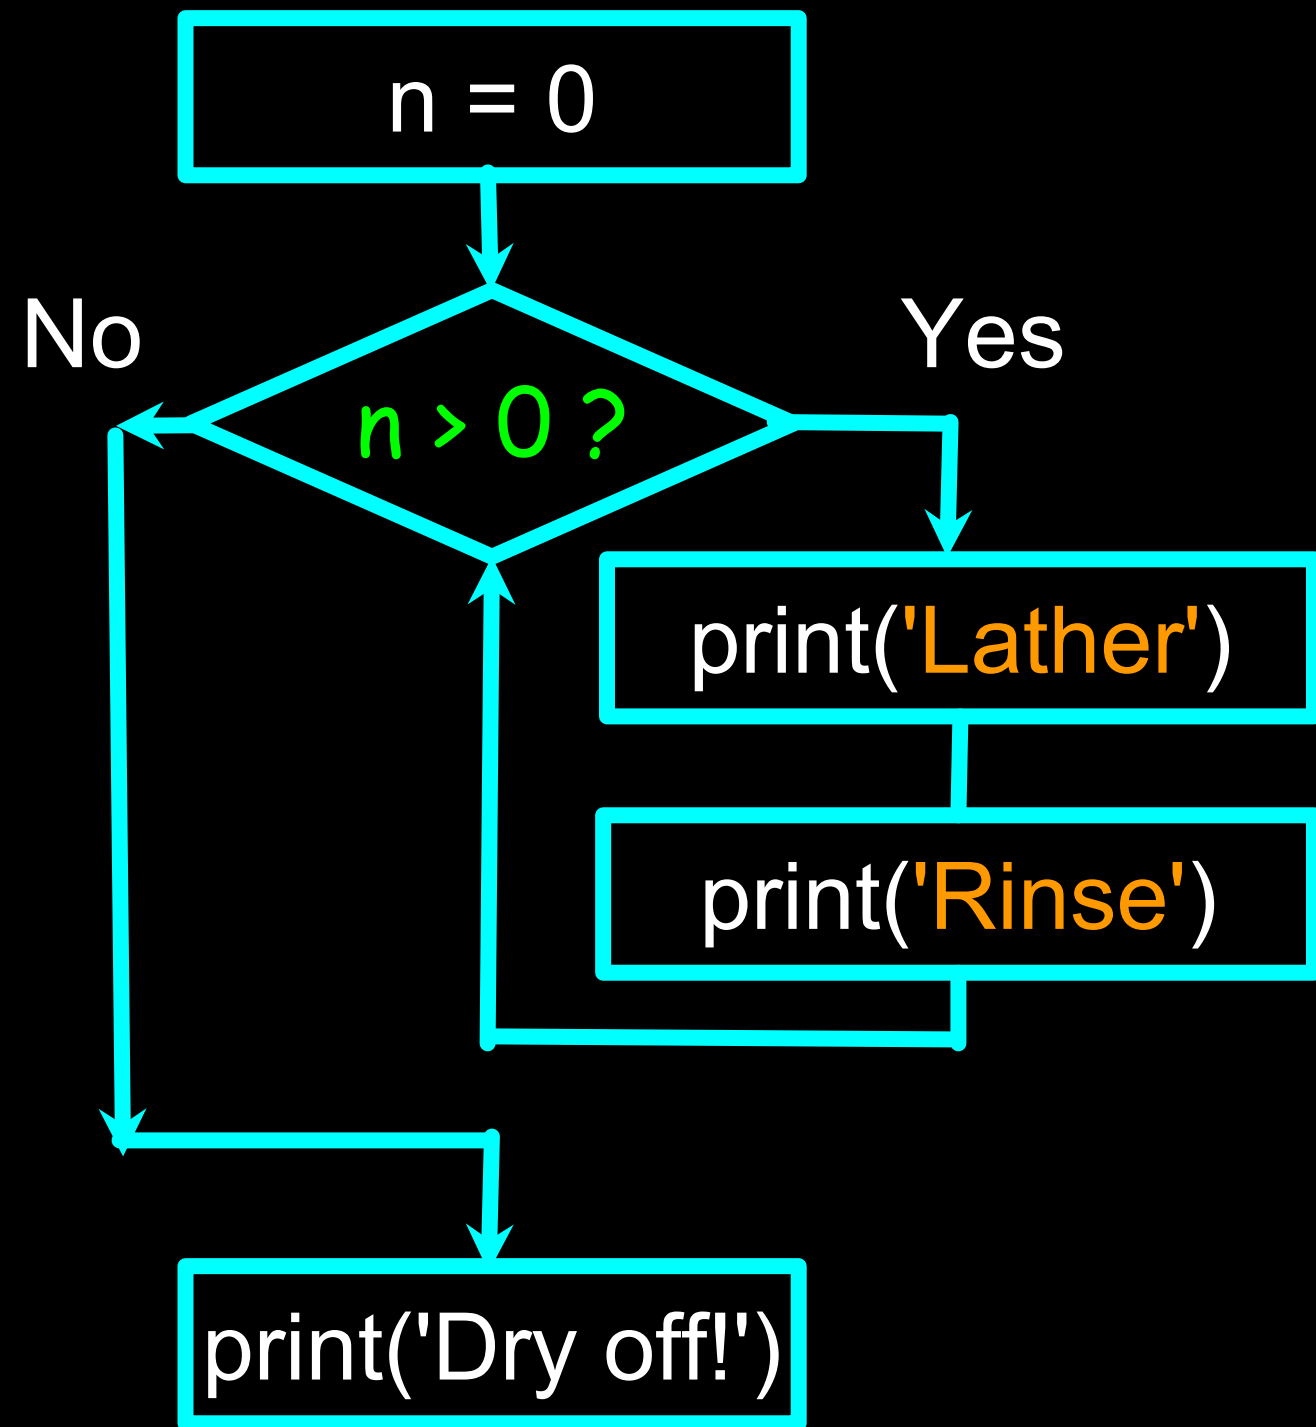 n = 0
No
Yes
n > 0 ?
print('Lather')
print('Rinse')
print('Dry off!')